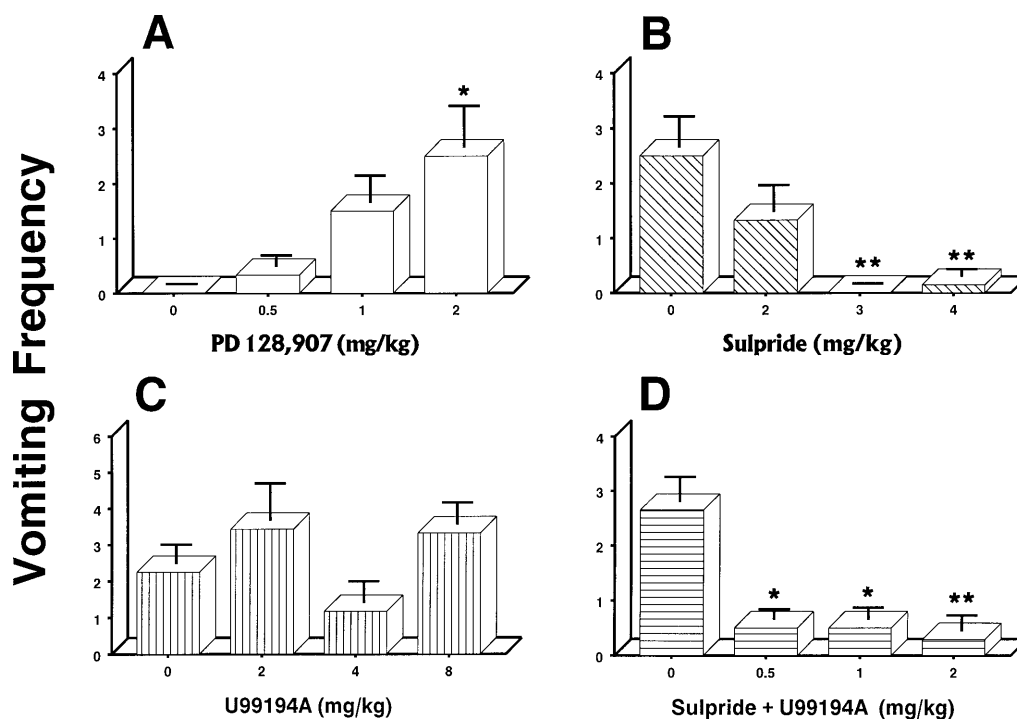 Vomiting Frequency
A
4
3
2
1
0
*
0 0.5 1 2
PD 128,907 (mg/kg)
B
4
3
2
1
0
** **
0 2 3 4
Sulpride (mg/kg)
C
6
5
4
3
2
1
0
0 2 4 8
U99194A (mg/kg)
D
4
3
2
1
0
* * **
0 0.5 1 2
Sulpride + U99194A (mg/kg)